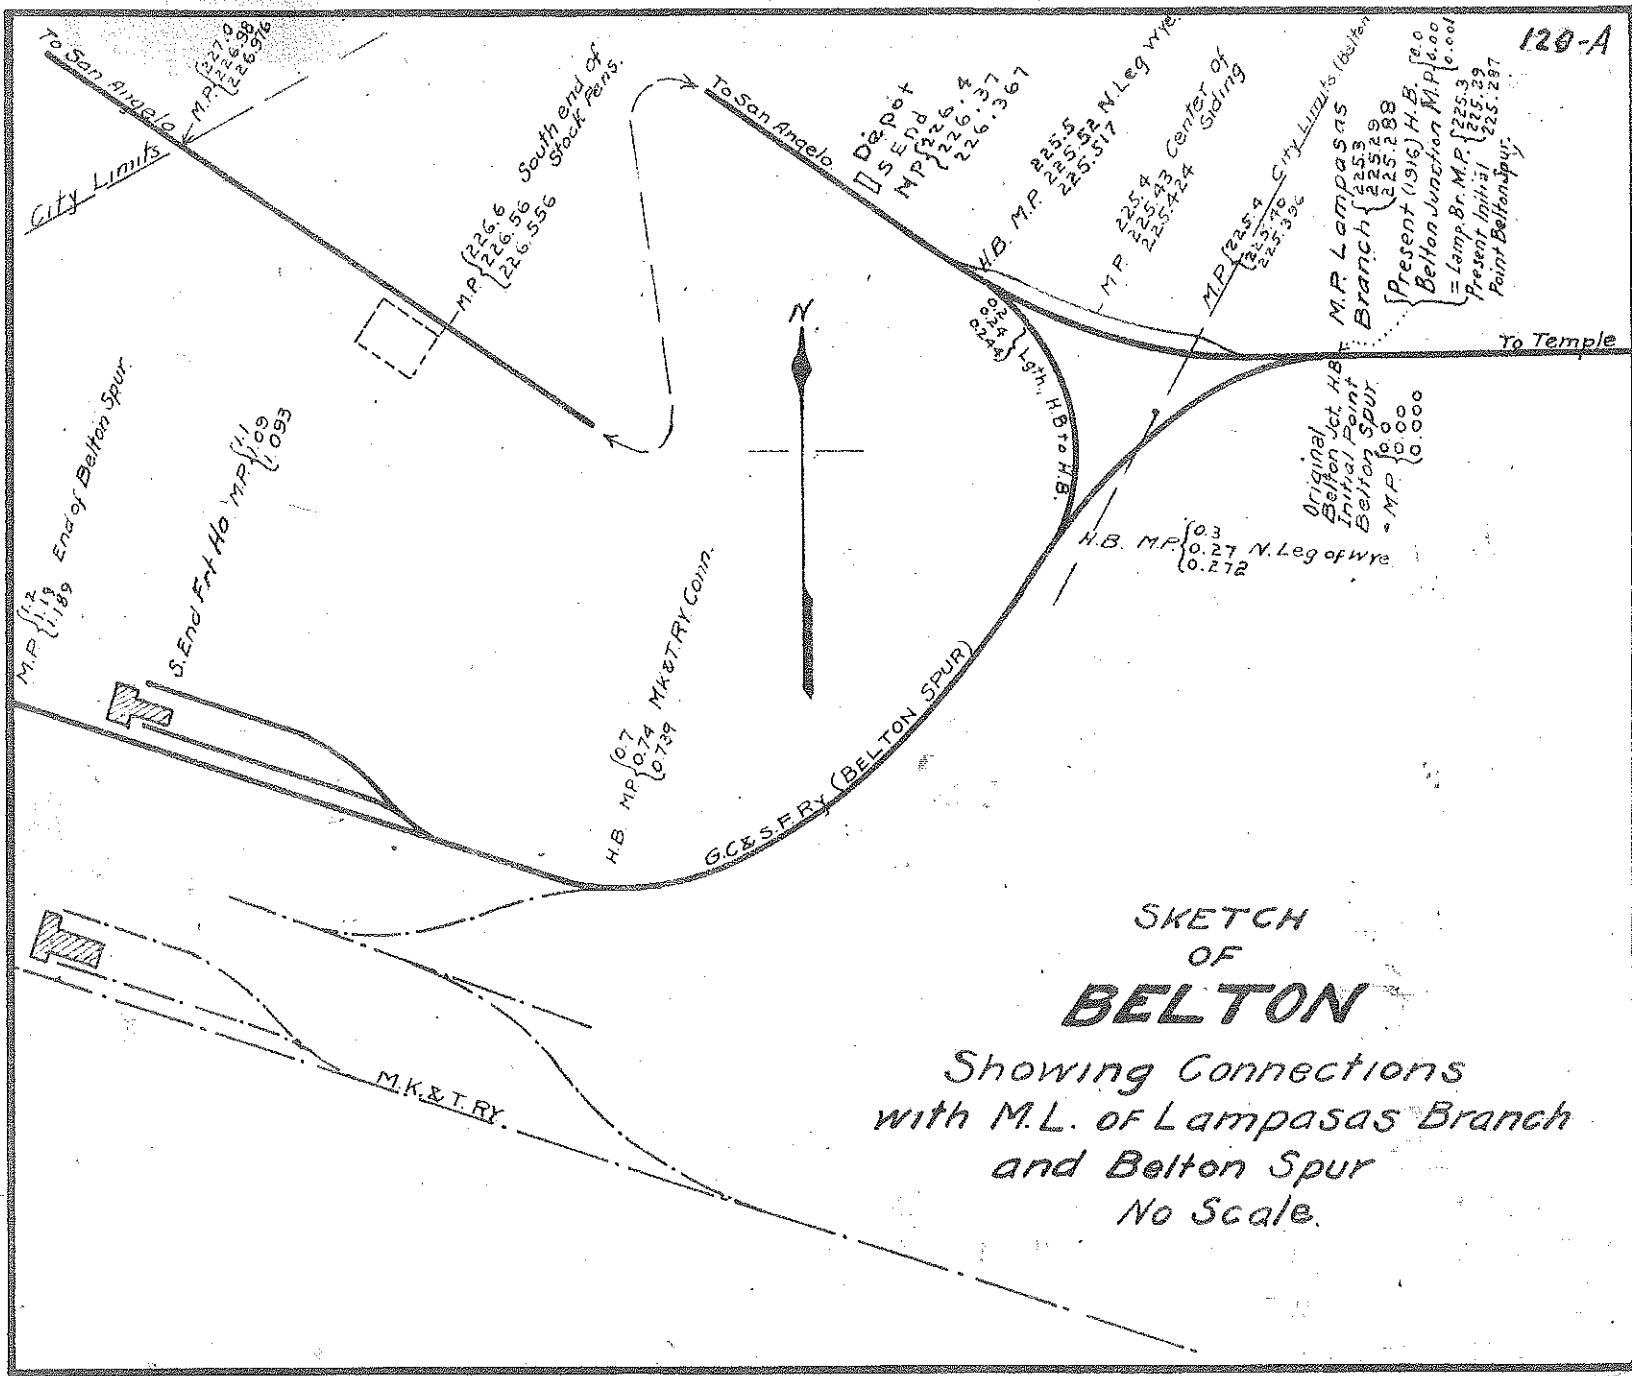 120-A
To San Angelo
M.P. {227.0
226.98
226.976
City Limits
M.P. {226.6
226.56
226.556
South end of
Stock Pens.
To San Angelo
Depot
S End
MP {226.4
226.37
226.367
H.B. M.P.
225.5
225.52 N. Leg Wye.
225.517
M.P.
225.4
225.43 Center of
225.424 Siding
M.P. {225.4
225.40
225.396
City Limits (Belton
M.P. Lampasas
Branch {225.3
225.29
225.288
Present (1916) H.B. {0.0
Belton Junction M.P. {0.00
0.001
= Lamp. Br. M.P. {225.3
225.29
225.287
Present Initial
Point Belton Spur.
To Temple
N.
0.2
0.24
0.244
Lgth., H.B to H.B.
Original
Belton Jct. H.B
Initial Point
Belton Spur.
= M.P. {0.0
0.00
0.000
H.B. M.P. {0.3
0.27 N. Leg of Wye
0.272
M.P. {1.2
1.19
1.189
End of Belton Spur.
S. End Frt Ho. M.P. {1.1
1.09
1.093
H.B. MP {0.7
0.74 M.K & T. RY. Conn.
0.739
G.C & S.F. Ry (BELTON SPUR)
M.K. & T. RY.
SKETCH
OF
BELTON
Showing Connections
with M.L. OF Lampasas Branch
and Belton Spur
No Scale.